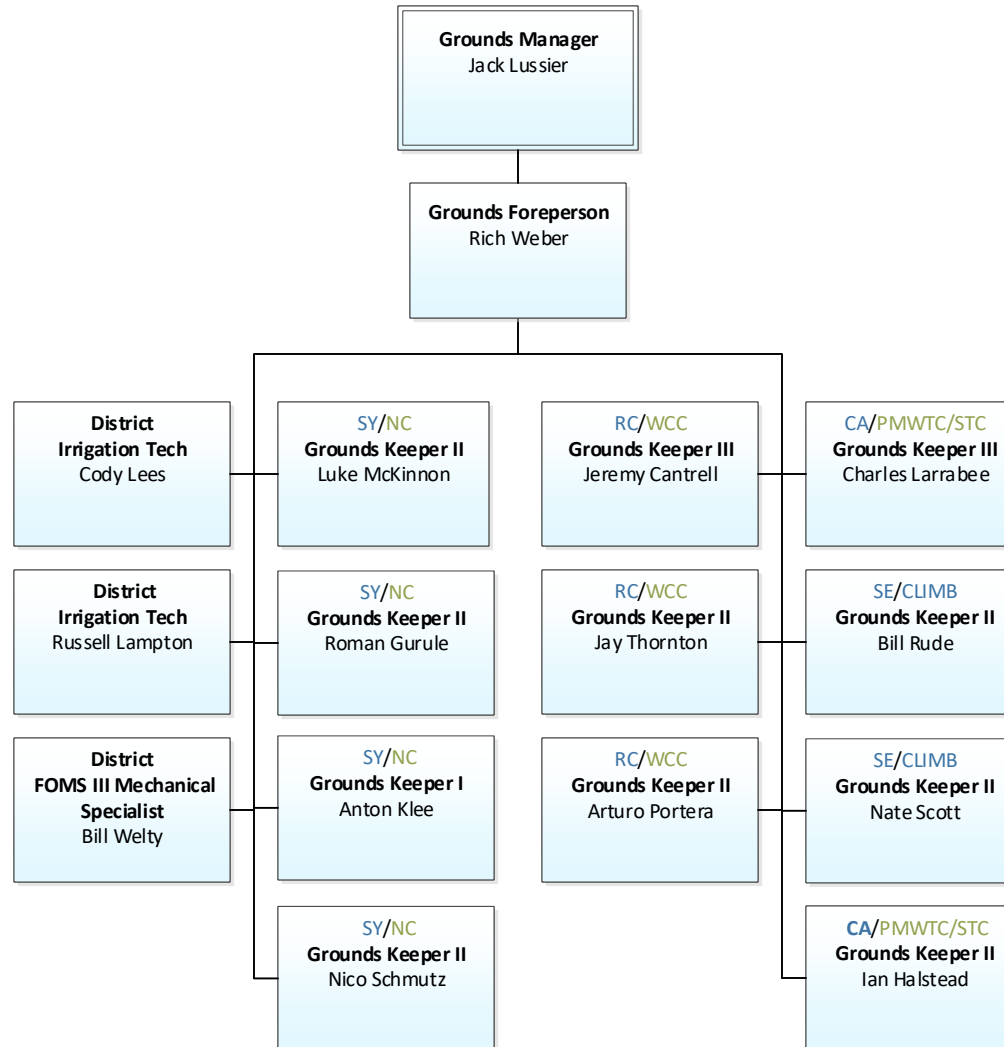 Grounds Manager
Jack Lussier
Grounds Foreperson
Rich Weber
District
Irrigation Tech
Cody Lees
SY/NC
Grounds Keeper II
Luke McKinnon
RC/WCC
Grounds Keeper III
Jeremy Cantrell
CA/PMWTC/STC
Grounds Keeper III
Charles Larrabee
District
Irrigation Tech
Russell Lampton
SY/NC
Grounds Keeper II
Roman Gurule
RC/WCC
Grounds Keeper II
Jay Thornton
SE/CLIMB
Grounds Keeper II
Bill Rude
District
FOMS III Mechanical
Specialist
Bill Welty
SY/NC
Grounds Keeper I
Anton Klee
RC/WCC
Grounds Keeper II
Arturo Portera
SE/CLIMB
Grounds Keeper II
Nate Scott
SY/NC
Grounds Keeper II
Nico Schmutz
CA/PMWTC/STC
Grounds Keeper II
Ian Halstead